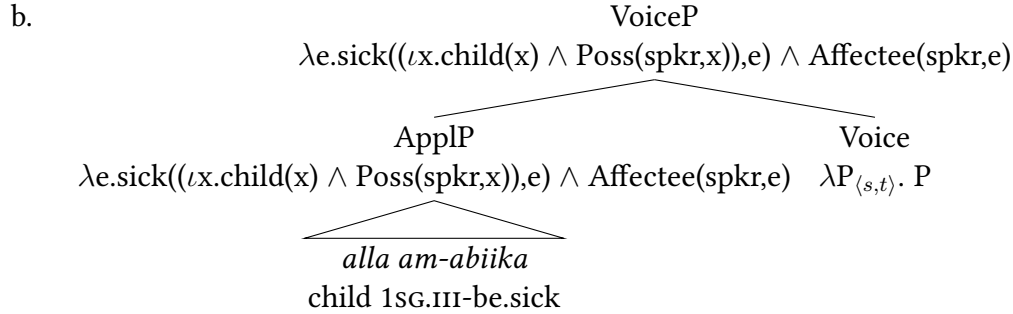 b.
VoiceP
λe.sick((ιx.child(x) ∧ Poss(spkr,x)),e) ∧ Affectee(spkr,e)
ApplP Voice
λe.sick((ιx.child(x) ∧ Poss(spkr,x)),e) ∧ Affectee(spkr,e) λP⟨s,t⟩. P
alla am-abiika
child 1SG.III-be.sick